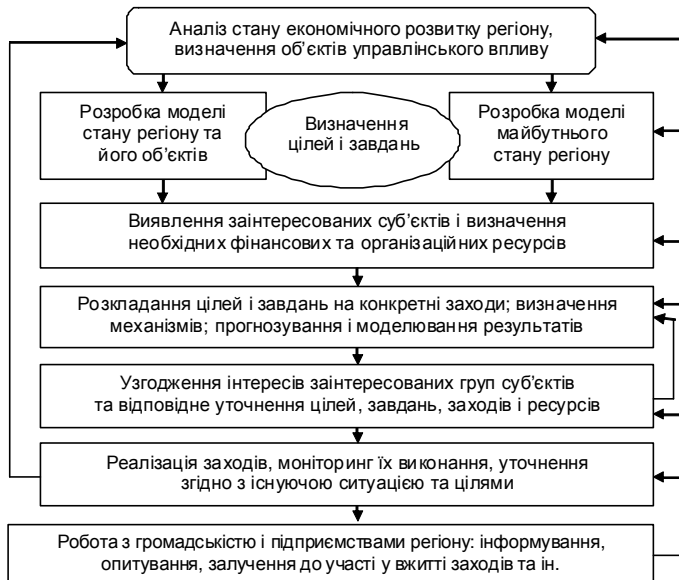 Аналіз стану економічного розвитку регіону,
визначення об’єктів управлінського впливу
Розробка моделі
стану регіону та
його об’єктів
Визначення
цілей і завдань
Розробка моделі
майбутнього
стану регіону
Виявлення заінтересованих суб’єктів і визначення
необхідних фінансових та організаційних ресурсів
Розкладання цілей і завдань на конкретні заходи; визначення
механізмів; прогнозування і моделювання результатів
Узгодження інтересів заінтересованих груп суб’єктів
та відповідне уточнення цілей, завдань, заходів і ресурсів
Реалізація заходів, моніторинг їх виконання, уточнення
згідно з існуючою ситуацією та цілями
Робота з громадськістю і підприємствами регіону: інформування,
опитування, залучення до участі у вжитті заходів та ін.